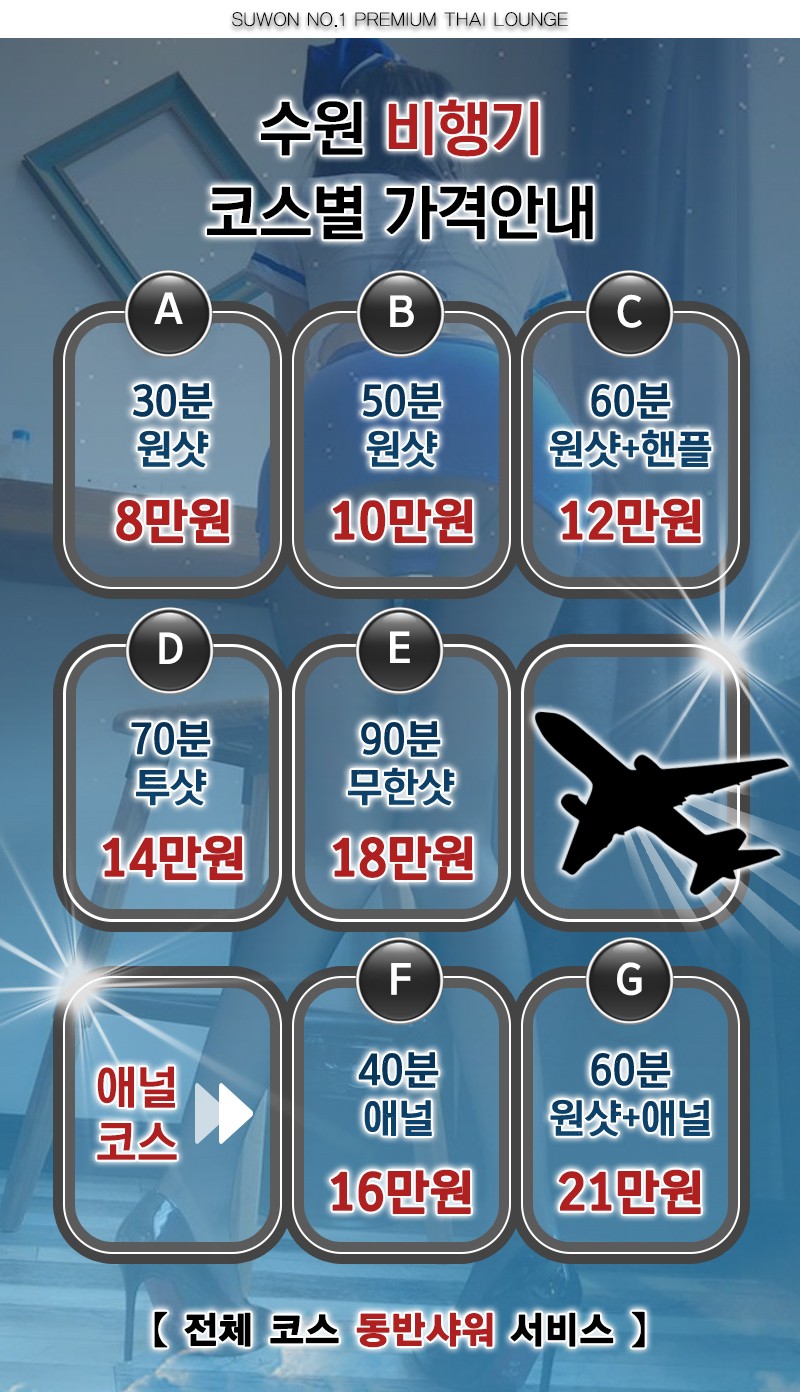 SUWON NO.1 PREMIUM THAI LOUNGE
수원 비행기
코스별 가격안내
A
30분
원샷
8만원
B
50분
원샷
10만원
C
60분
원샷+핸플
12만원
D
70분
투샷
14만원
E
90분
무한샷
18만원
애널
코스
F
40분
애널
16만원
G
60분
원샷+애널
21만원
【 전체 코스 동반샤워 서비스 】